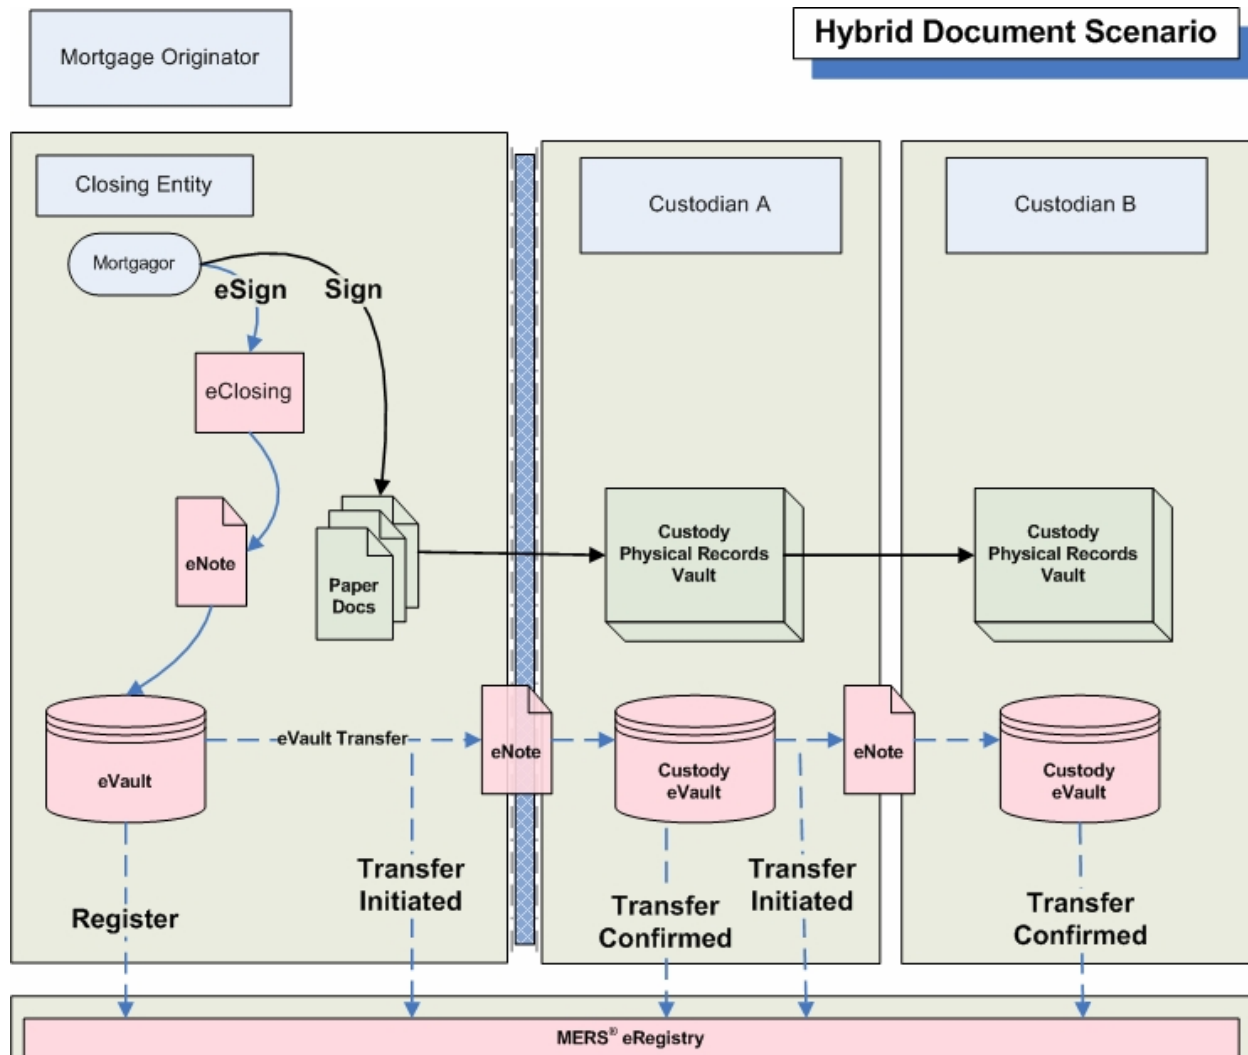 Hybrid Document Scenario
Mortgage Originator
Closing Entity
Custodian A
Custodian B
Mortgagor
eSign
Sign
eClosing
eNote
Paper
Docs
Custody
Physical Records
Vault
Custody
Physical Records
Vault
eVault
eVault Transfer
eNote
Custody
eVault
eNote
Custody
eVault
Register
Transfer
Initiated
Transfer
Confirmed
Transfer
Initiated
Transfer
Confirmed
MERS® eRegistry